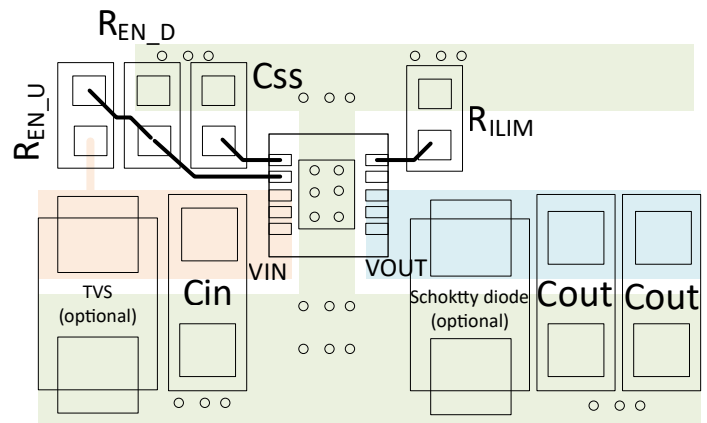 R_EN_D
R_EN_U
Css
R_ILIM
VIN
VOUT
TVS
(optional)
Cin
Schoktty diode
(optional)
Cout
Cout